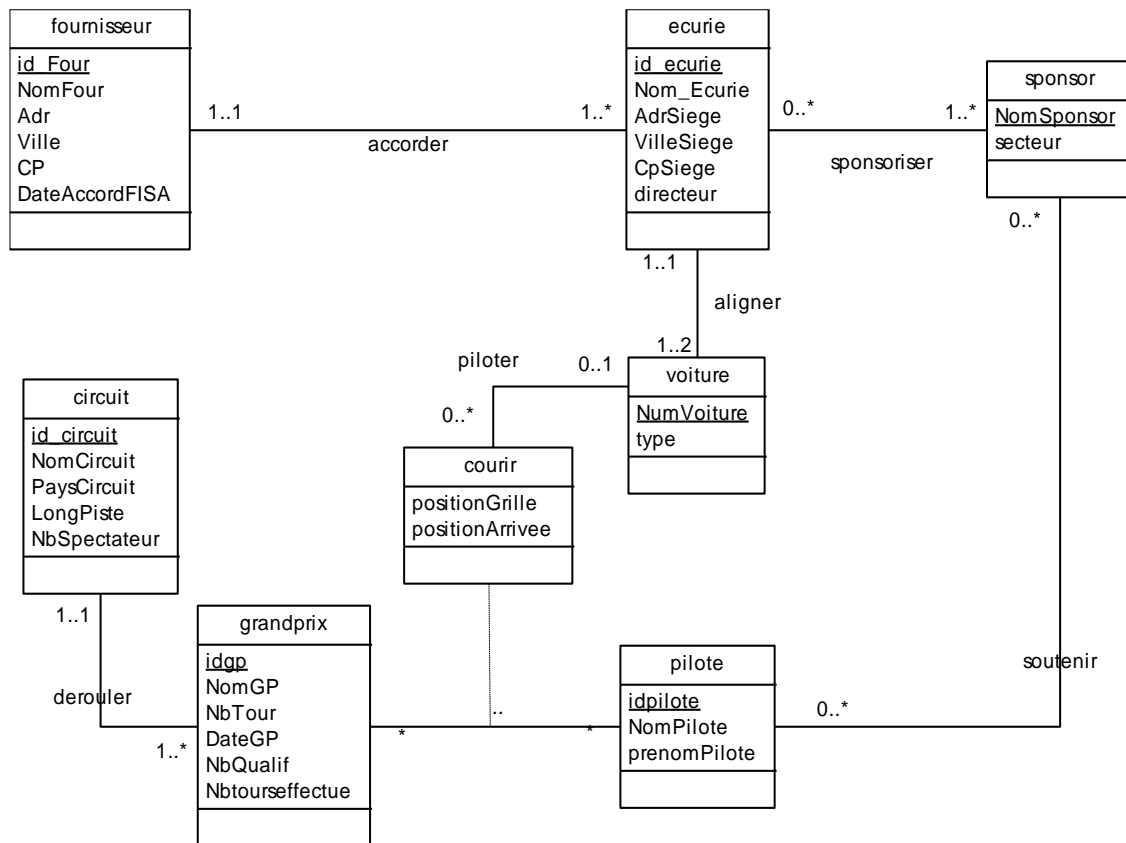 fournisseur
id_Four
NomFour
Adr
Ville
CP
DateAccordFISA
1..1
1..*
accorder
ecurie
id_ecurie
Nom_Ecurie
AdrSiege
VilleSiege
CpSiege
directeur
0..*
1..*
sponsoriser
sponsor
NomSponsor
secteur
0..*
1..1
aligner
1..2
piloter
0..1
0..*
voiture
NumVoiture
type
circuit
id_circuit
NomCircuit
PaysCircuit
LongPiste
NbSpectateur
courir
positionGrille
positionArrivee
1..1
derouler
1..*
grandprix
idgp
NomGP
NbTour
DateGP
NbQualif
Nbtourseffectue
*
..
*
pilote
idpilote
NomPilote
prenomPilote
0..*
soutenir